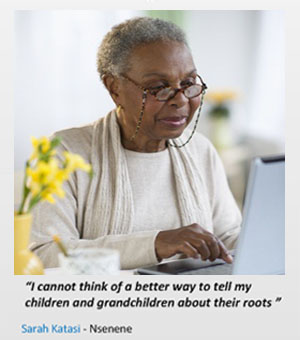 “I cannot think of a better way to tell my
children and grandchildren about their roots ”
Sarah Katasi - Nsenene